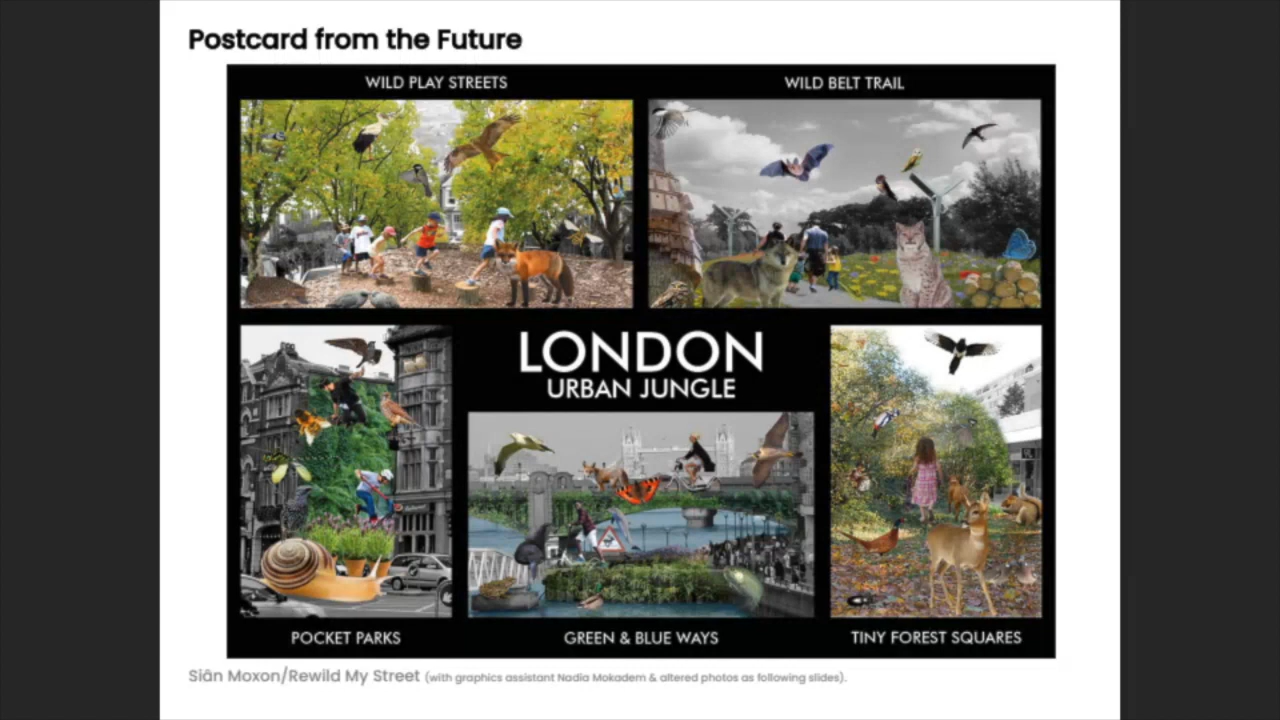 Postcard from the Future
WILD PLAY STREETS
WILD BELT TRAIL
LONDON
URBAN JUNGLE
POCKET PARKS
GREEN & BLUE WAYS
TINY FOREST SQUARES
Siân Moxon/Rewild My Street (with graphics assistant Nadia Mokadem & altered photos as following slides).